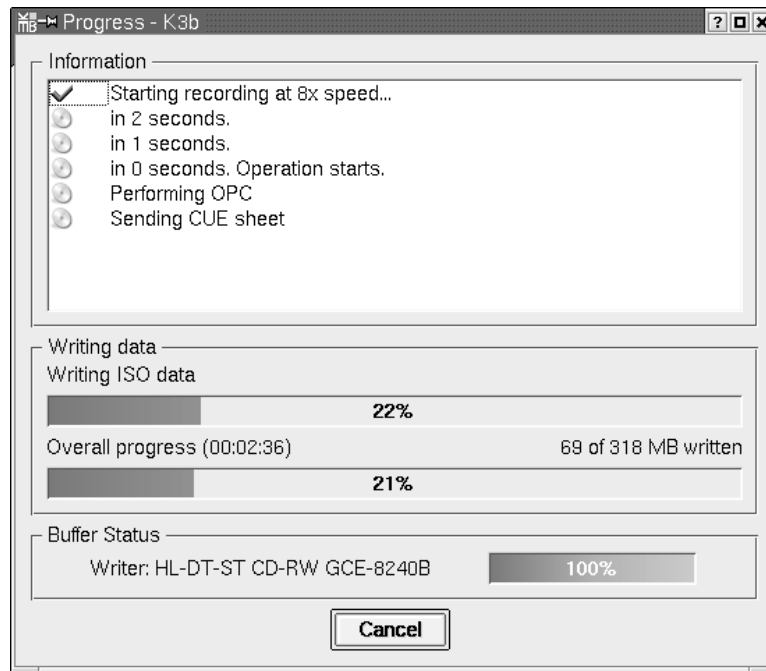 Progress - K3b
Information
Starting recording at 8x speed...
in 2 seconds.
in 1 seconds.
in 0 seconds. Operation starts.
Performing OPC
Sending CUE sheet
Writing data
Writing ISO data
22%
Overall progress (00:02:36) 69 of 318 MB written
21%
Buffer Status
Writer: HL-DT-ST CD-RW GCE-8240B 100%
Cancel